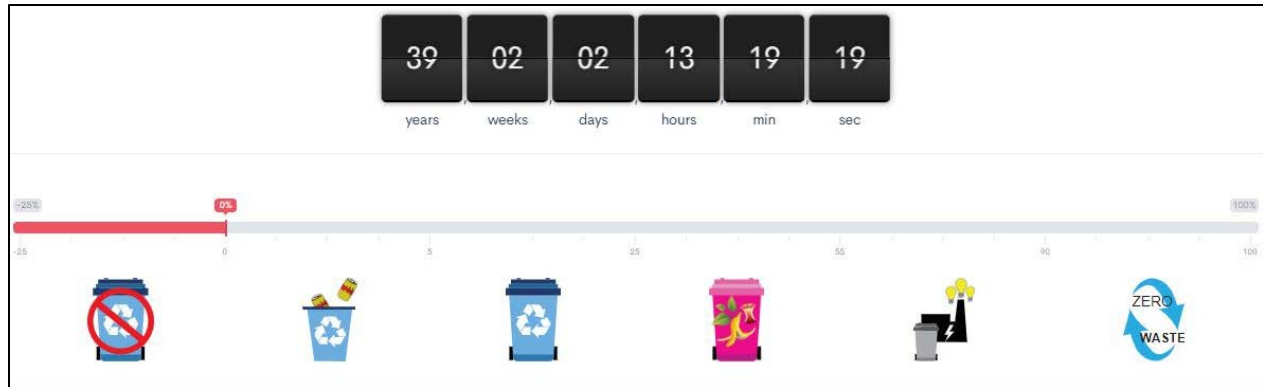 39 02 02 13 19 19
years, weeks, days, hours, min, sec
-25% 0% 100%
-25 0 5 25 55 90 100
ZERO
WASTE